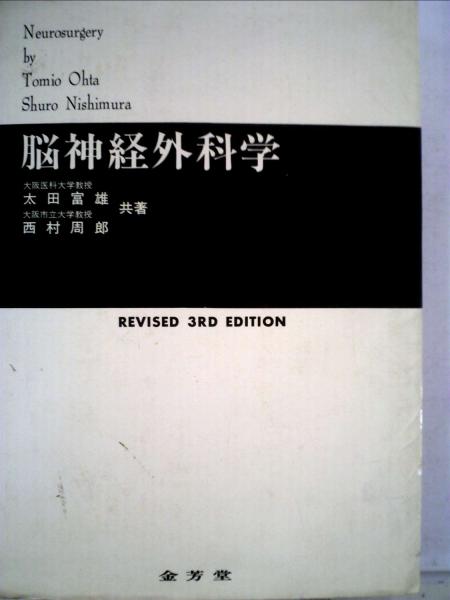 Neurosurgery
by
Tomio Ohta
Shuro Nishimura
脳神経外科学
大阪医科大学教授
太田富雄
大阪市立大学教授
西村周郎
共著
REVISED 3RD EDITION
金芳堂